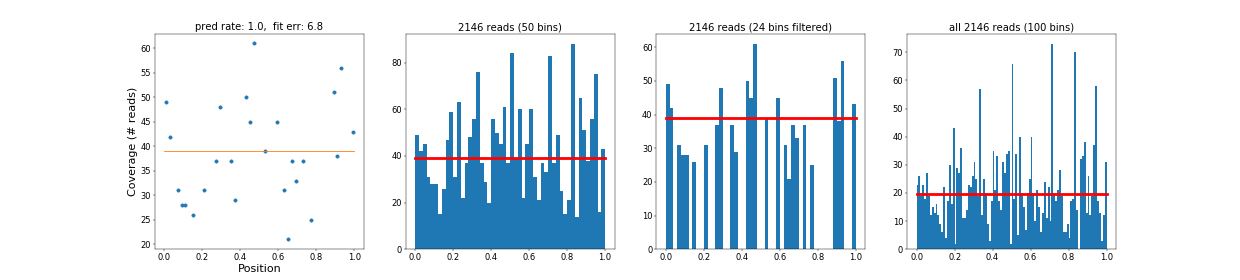 pred rate: 1.0,  fit err: 6.8
Coverage (# reads)
60
55
50
45
40
35
30
25
20
0.0 0.2 0.4 0.6 0.8 1.0
Position
2146 reads (50 bins)
80
60
40
20
0
0.0 0.2 0.4 0.6 0.8 1.0
2146 reads (24 bins filtered)
60
50
40
30
20
10
0
0.0 0.2 0.4 0.6 0.8 1.0
all 2146 reads (100 bins)
70
60
50
40
30
20
10
0
0.0 0.2 0.4 0.6 0.8 1.0